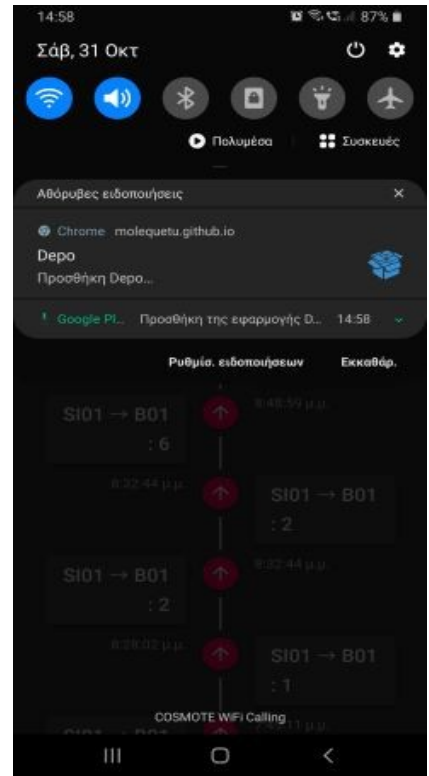 14:58 87%
Σάβ, 31 Οκτ
Πολυμέσα Συσκευές
Αθόρυβες ειδοποιήσεις
Chrome molequetu.github.io
Depo
Προσθήκη Depo...
Google Pl... Προσθήκη της εφαρμογής D... 14:58
Ρυθμίσ. ειδοποιήσεων Εκκαθάρ.
8:48:59 μ.μ.
SI01 → B01
: 6
8:32:44 μ.μ.
SI01 → B01
: 2
8:32:44 μ.μ.
SI01 → B01
: 2
8:28:02 μ.μ.
SI01 → B01
: 1
COSMOTE WiFi Calling